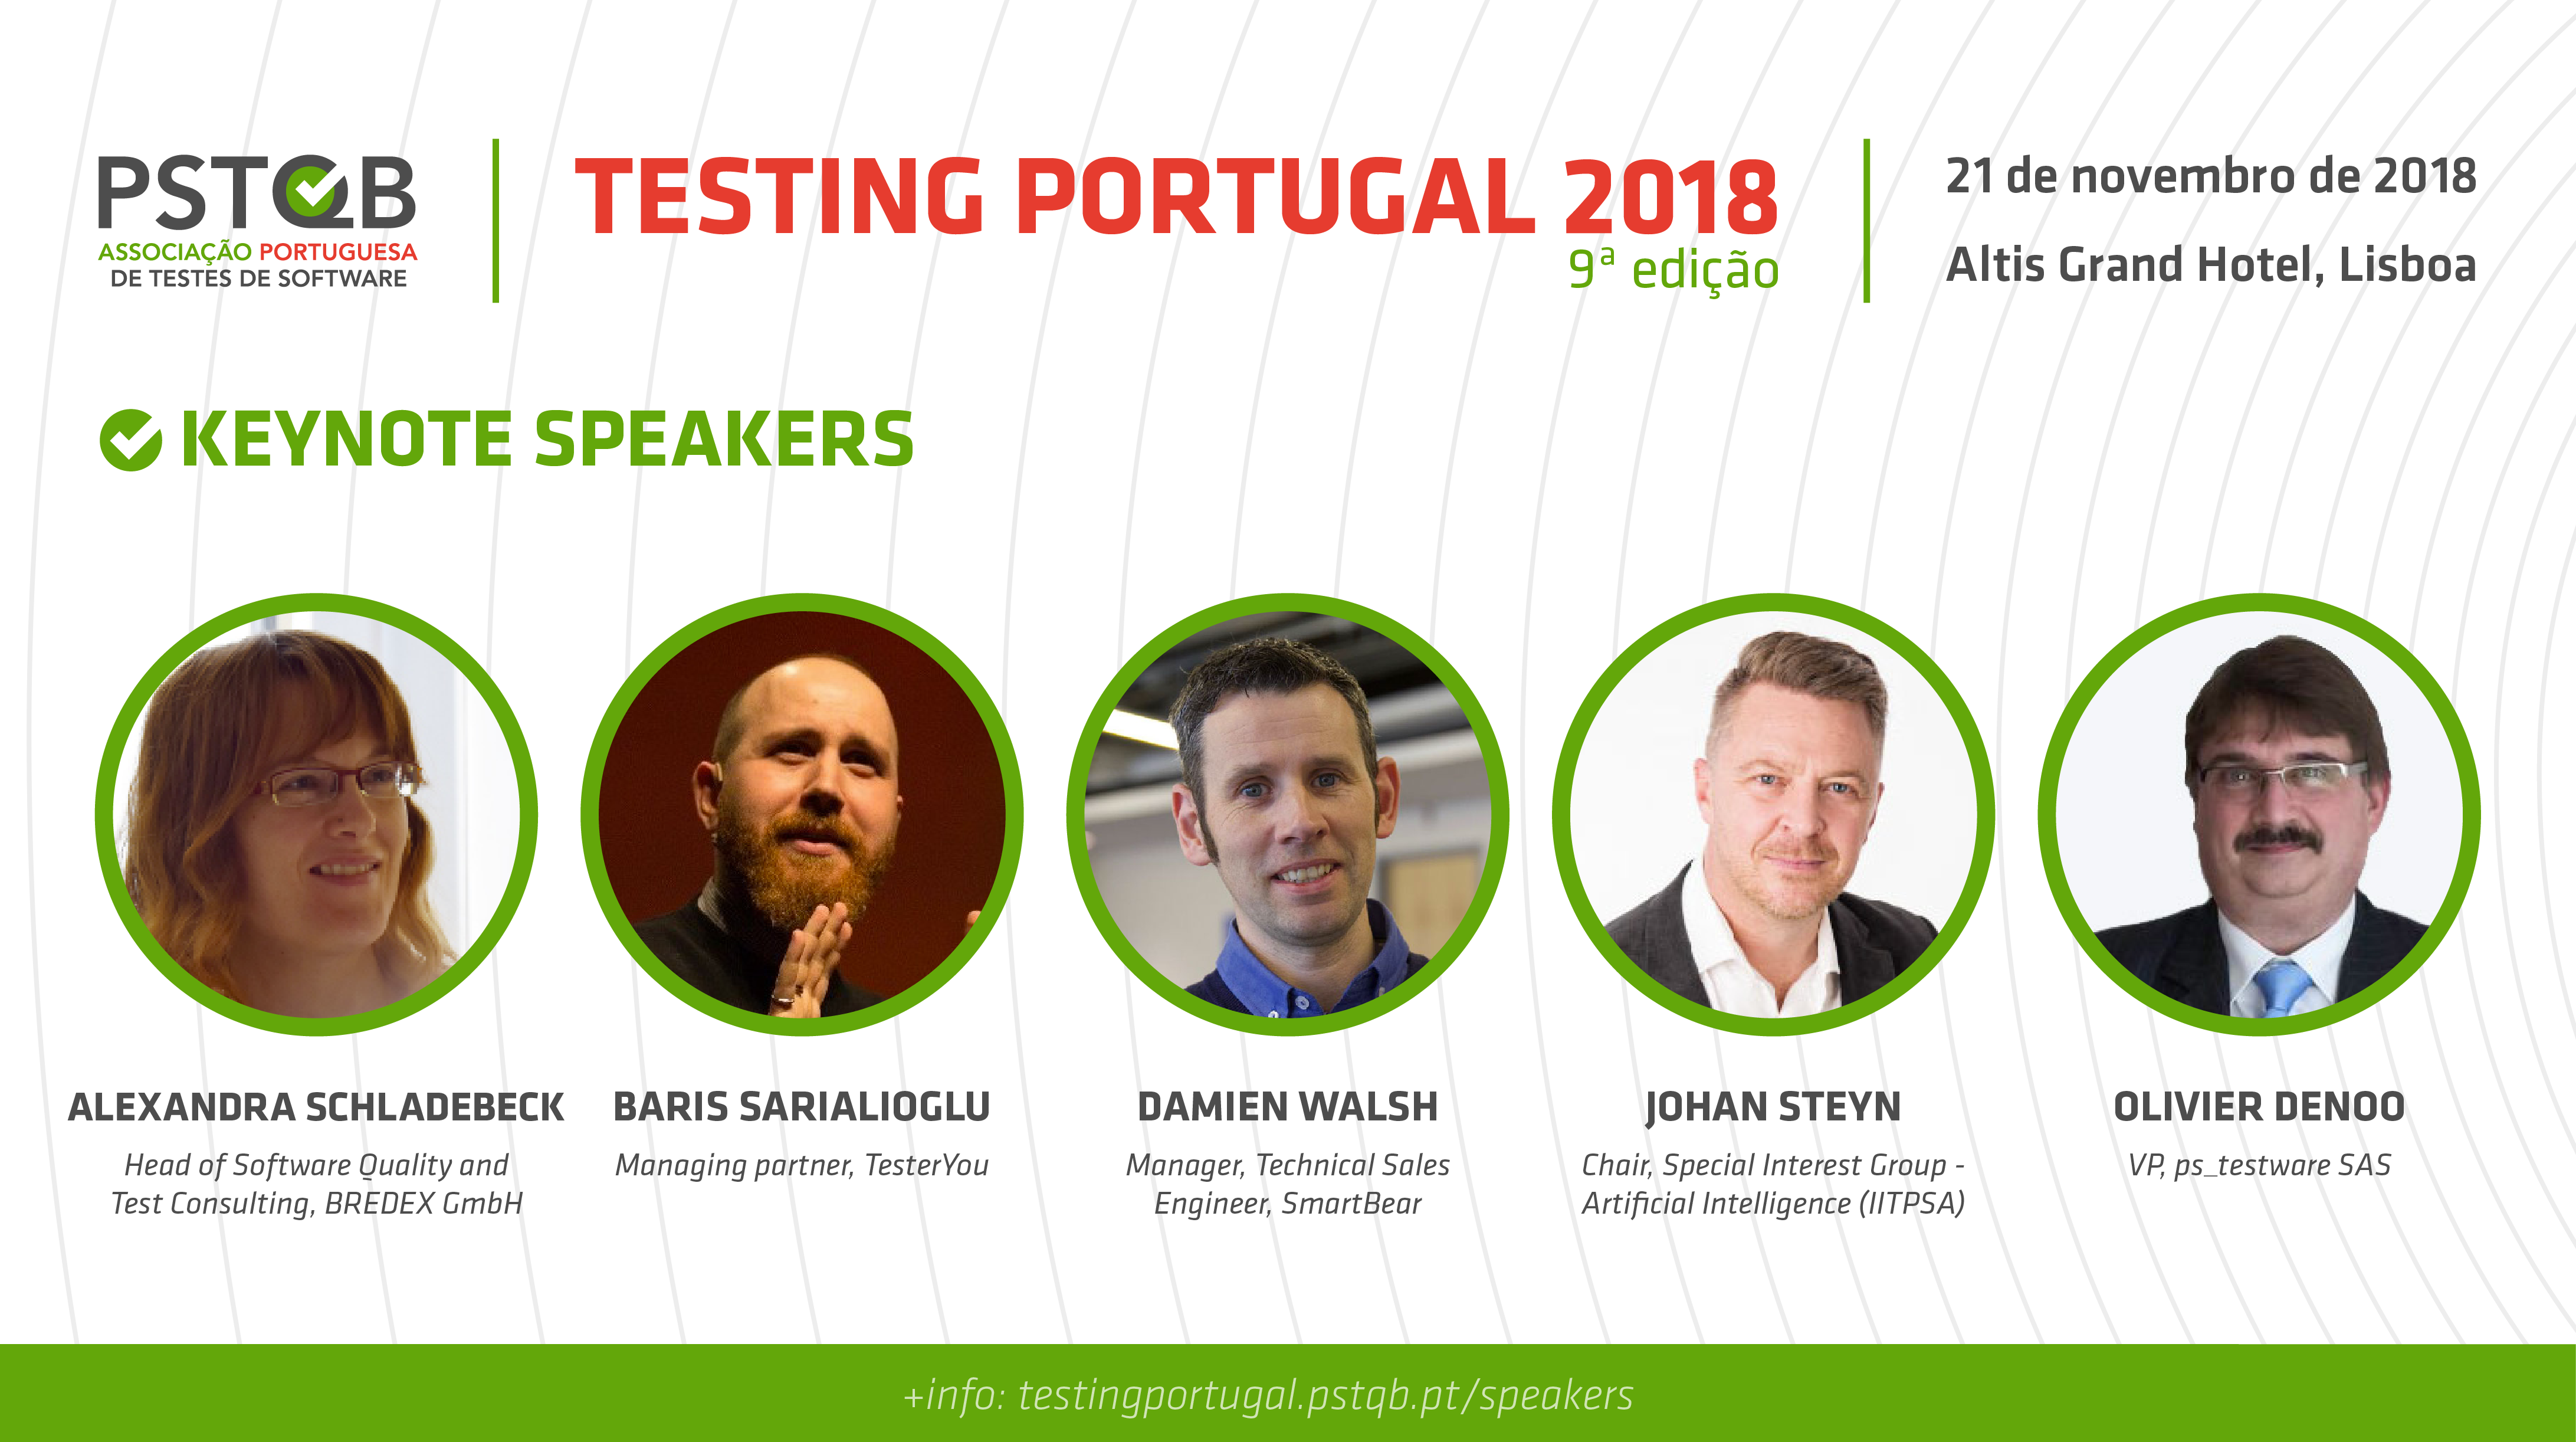 PSTQB
ASSOCIAÇÃO PORTUGUESA
DE TESTES DE SOFTWARE
TESTING PORTUGAL 2018
9ª edição
21 de novembro de 2018
Altis Grand Hotel, Lisboa
KEYNOTE SPEAKERS
ALEXANDRA SCHLADEBECK
Head of Software Quality and
Test Consulting, BREDEX GmbH
BARIS SARIALIOGLU
Managing partner, TesterYou
DAMIEN WALSH
Manager, Technical Sales
Engineer, SmartBear
JOHAN STEYN
Chair, Special Interest Group -
Artificial Intelligence (IITPSA)
OLIVIER DENOO
VP, ps_testware SAS
+info: testingportugal.pstqb.pt/speakers